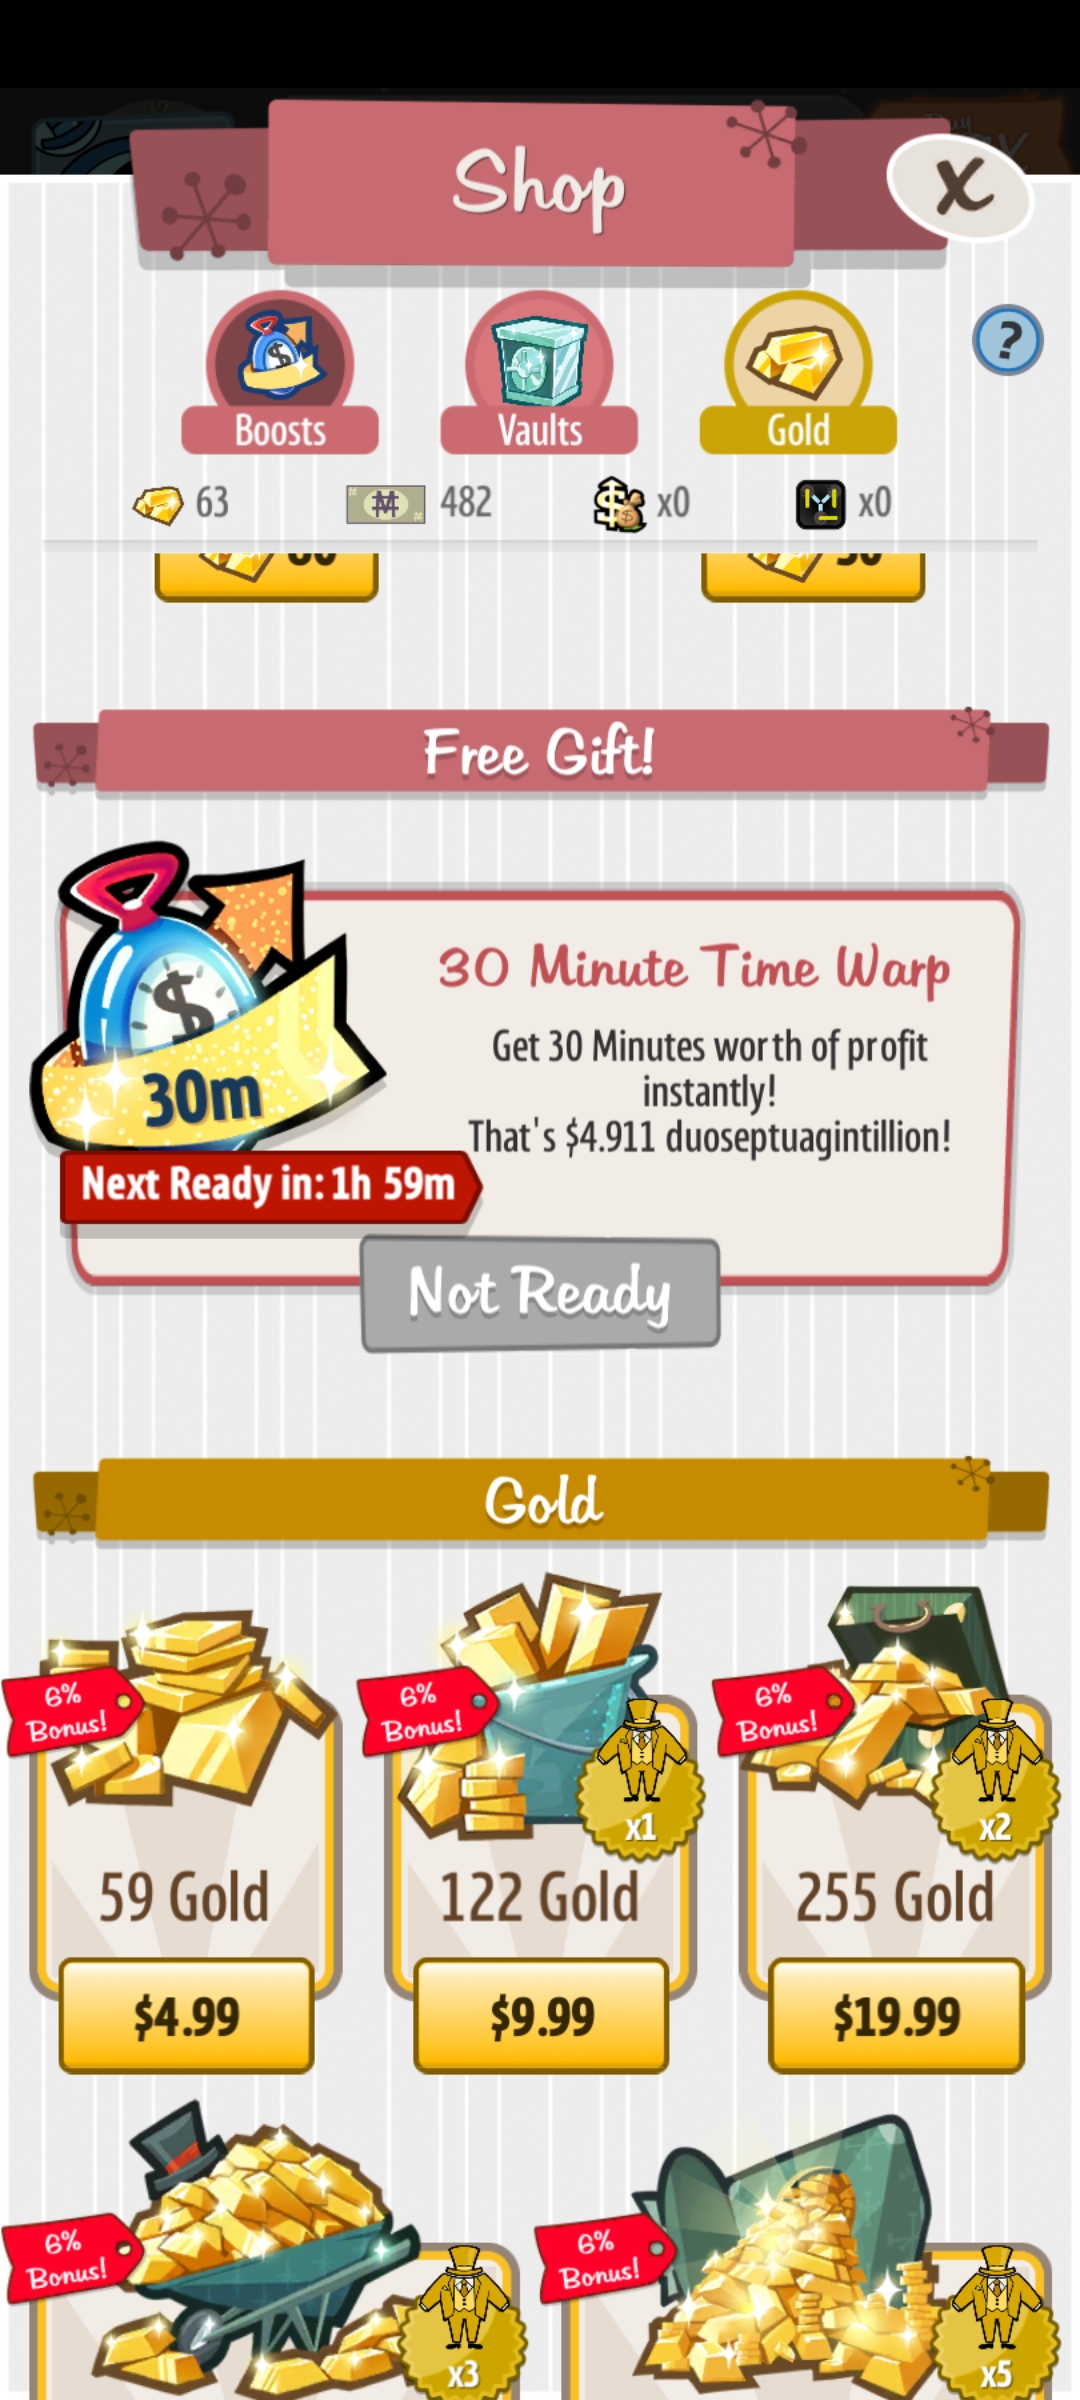 Shop
X
Boosts
Vaults
Gold
?
63
482
x0
x0
Free Gift!
30 Minute Time Warp
Get 30 Minutes worth of profit
instantly!
That's $4.911 duoseptuagintillion!
30m
Next Ready in: 1h 59m
Not Ready
Gold
6%
Bonus!
6%
Bonus!
6%
Bonus!
x1
x2
59 Gold
122 Gold
255 Gold
$4.99
$9.99
$19.99
6%
Bonus!
6%
Bonus!
x3
x5